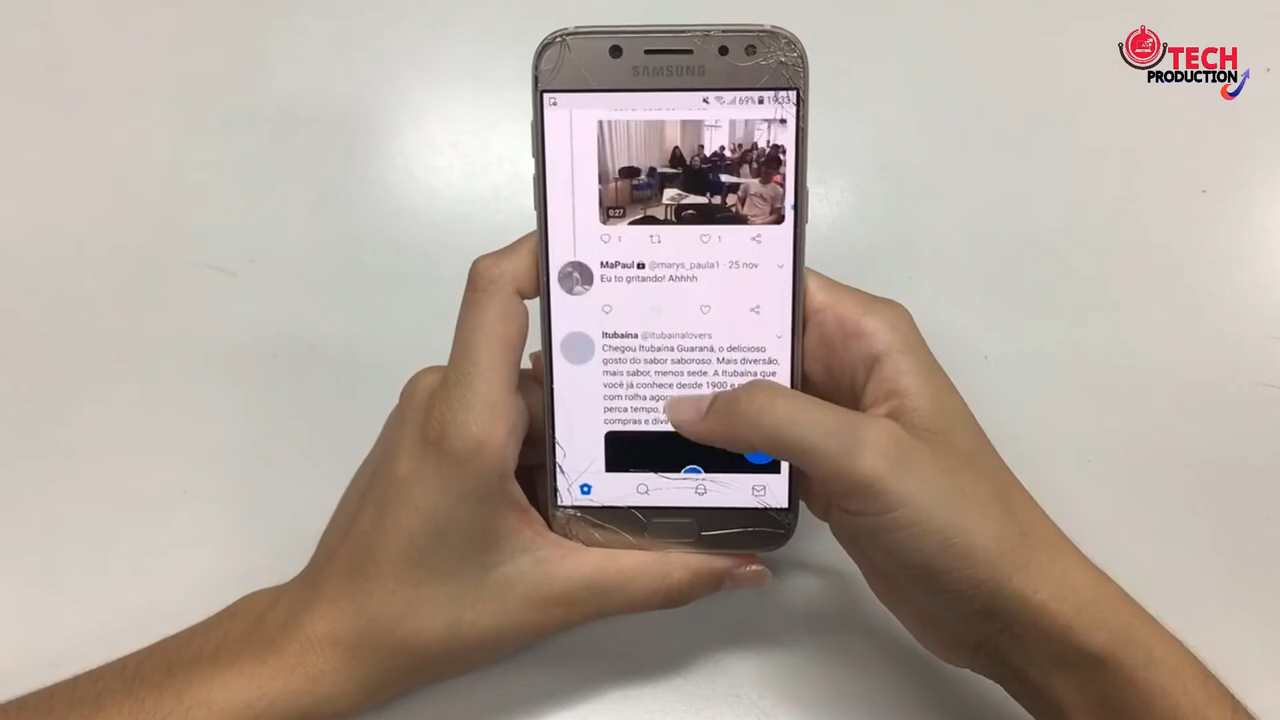 TECH
PRODUCTION
SAMSUNG
69% 19:33
0:27
1 1
MaPaul @marys_paula1 · 25 nov
Eu to gritando! Ahhhh
Itubaína @itubainalovers
Chegou Itubaína Guaraná, o delicioso
gosto do sabor saboroso. Mais diversão,
mais sabor, menos sede. A Itubaína que
você já conhece desde 1900 e
com rolha agora
perca tempo,
compras e